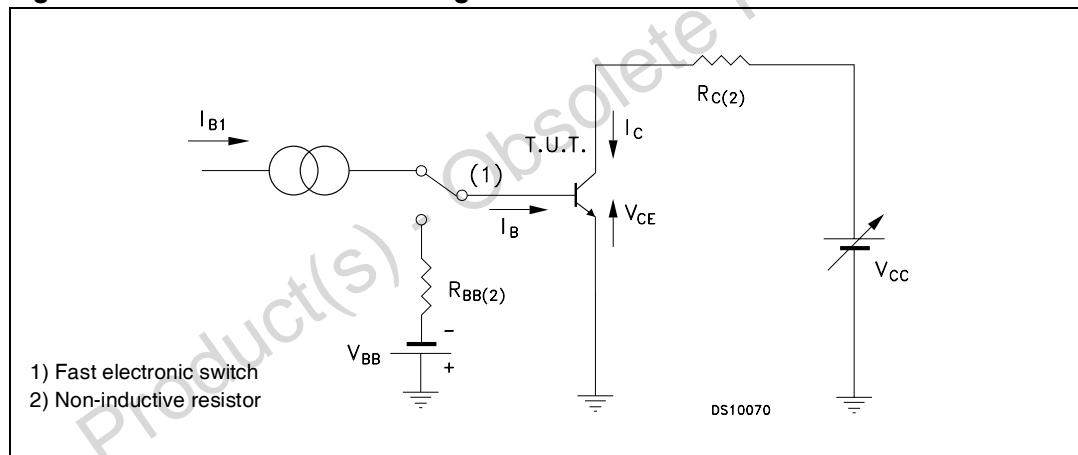 I_B1
R_C(2)
I_C
T.U.T.
(1)
I_B
V_CE
V_CC
R_BB(2)
-
V_BB
+
1) Fast electronic switch
2) Non-inductive resistor
DS10070
Product(s) - Obsolete